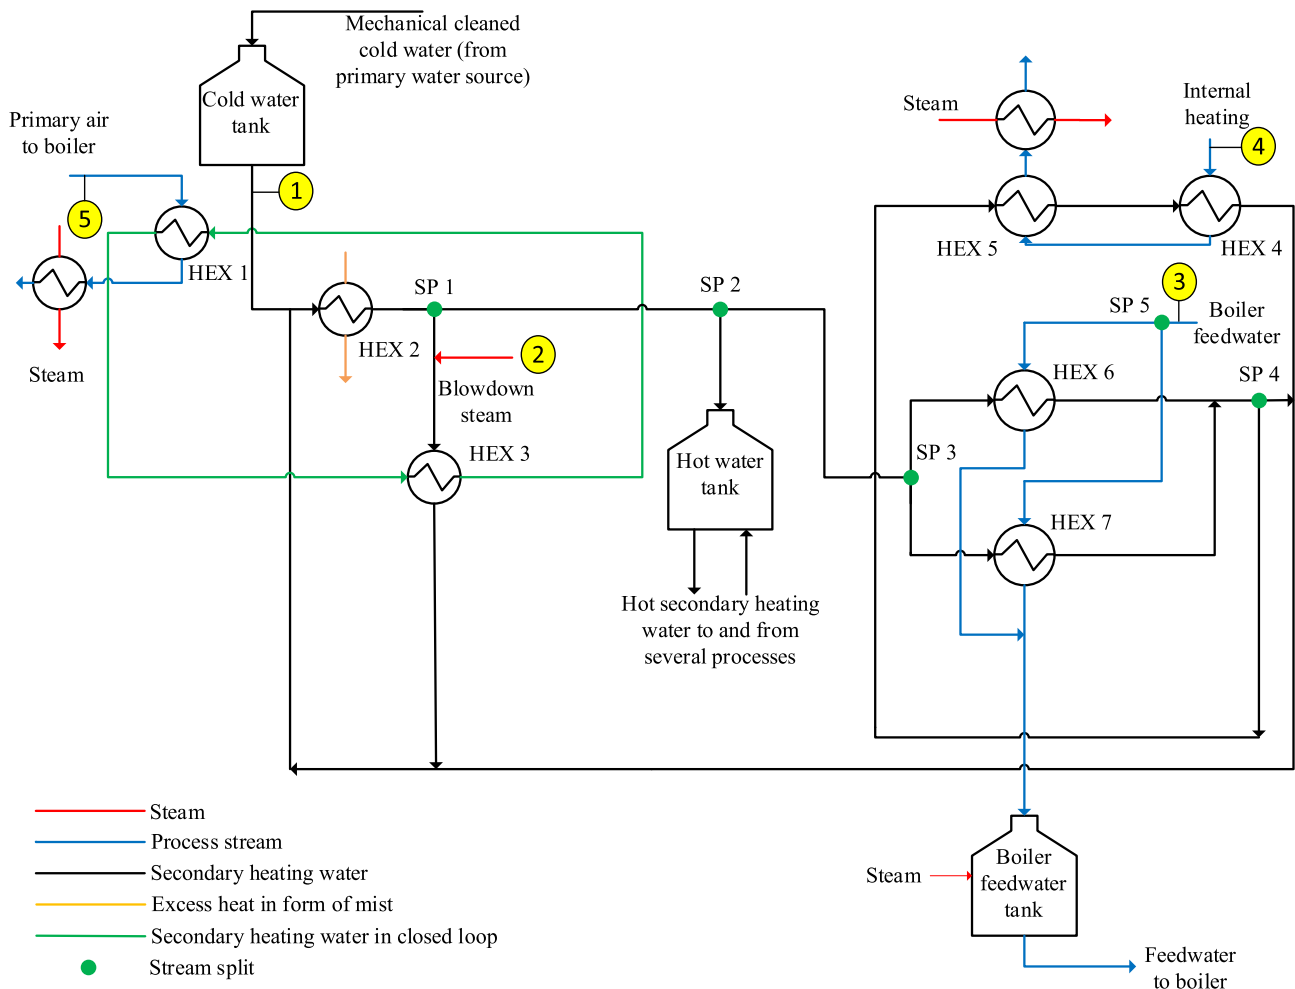 Mechanical cleaned
cold water (from
primary water source)
Cold water
tank
Primary air
to boiler
1
5
HEX 1
Steam
HEX 2
SP 1
2
Blowdown
steam
HEX 3
SP 2
Hot water
tank
Hot secondary heating
water to and from
several processes
Steam
Internal
heating
4
HEX 5
HEX 4
3
SP 5
Boiler
feedwater
HEX 6
SP 4
SP 3
HEX 7
Steam
Boiler
feedwater
tank
Feedwater
to boiler
Steam
Process stream
Secondary heating water
Excess heat in form of mist
Secondary heating water in closed loop
Stream split